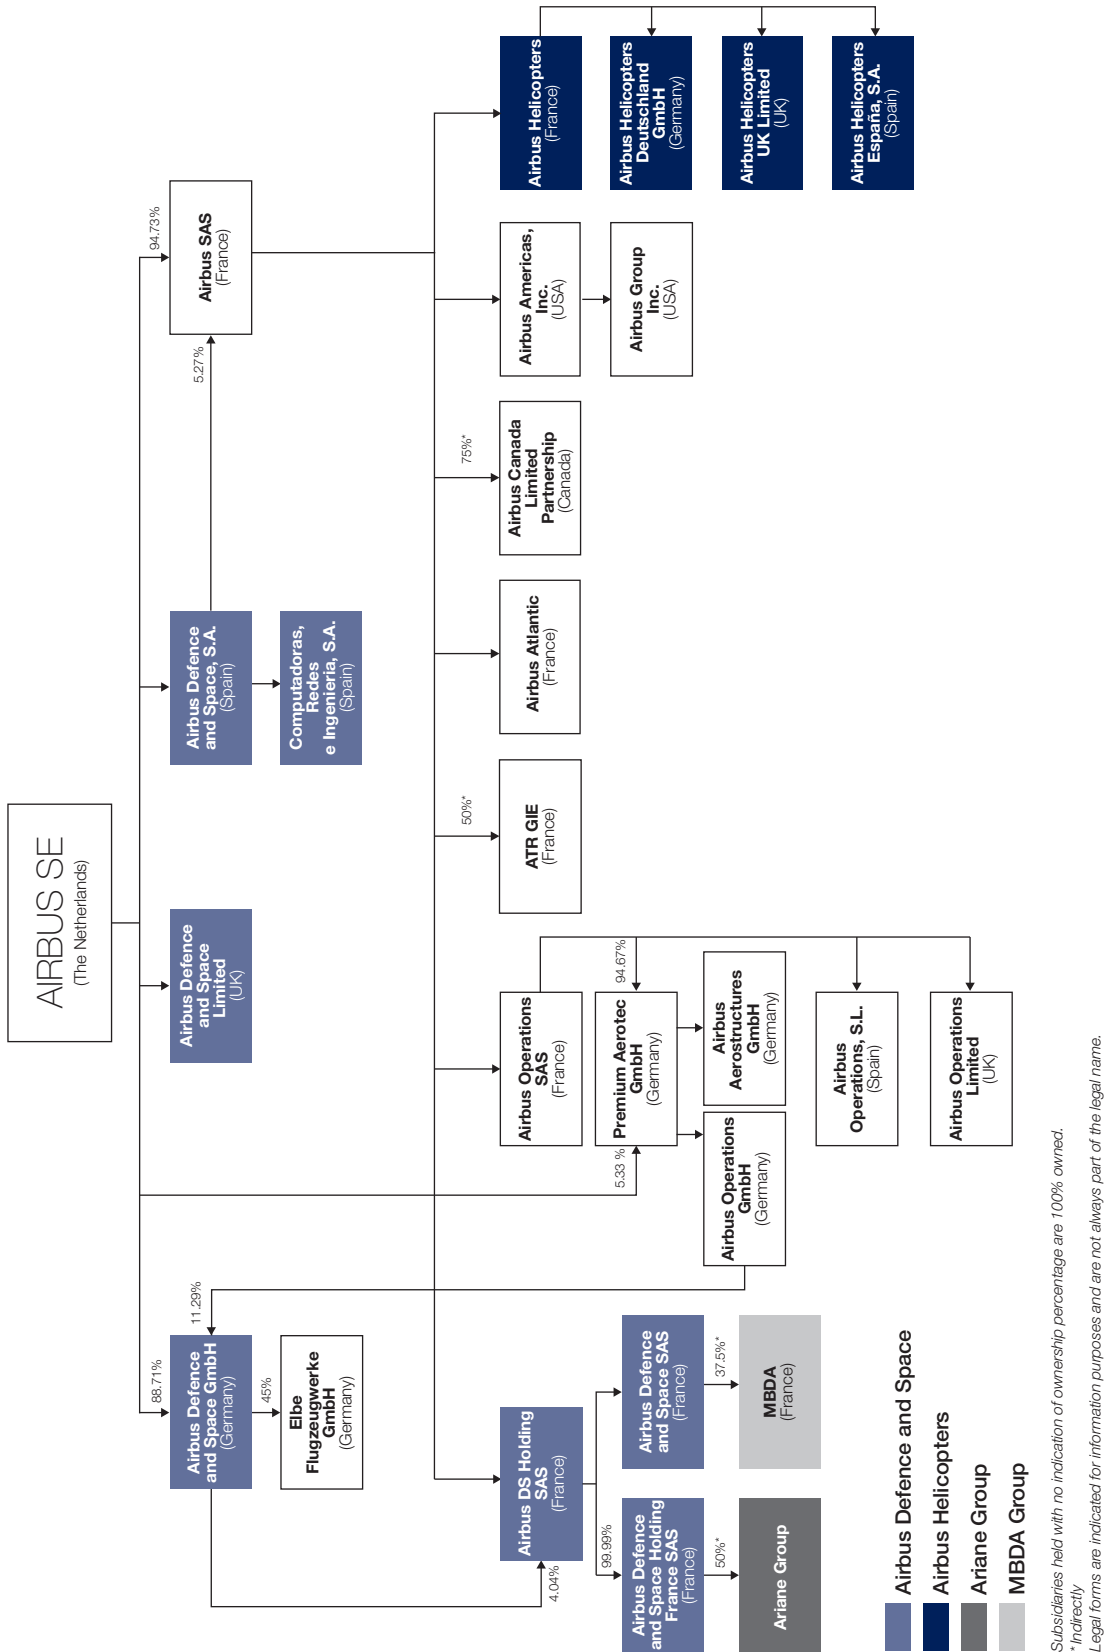 AIRBUS SE
(The Netherlands)
88.71%
94.73%
Airbus Defence
and Space GmbH
(Germany)
11.29%
Airbus Defence
and Space
Limited
(UK)
Airbus Defence
and Space, S.A.
(Spain)
5.27%
Airbus SAS
(France)
45%
Elbe
Flugzeugwerke
GmbH
(Germany)
Computadoras,
Redes
e Ingenieria, S.A.
(Spain)
4.04%
Airbus DS Holding
SAS
(France)
Airbus Operations
SAS
(France)
50%*
ATR GIE
(France)
Airbus Atlantic
(France)
75%*
Airbus Canada
Limited
Partnership
(Canada)
Airbus Americas,
Inc.
(USA)
Airbus Helicopters
(France)
99.99%
Airbus Defence
and Space Holding
France SAS
(France)
Airbus Defence
and Space SAS
(France)
5.33 %
Premium Aerotec
GmbH
(Germany)
94.67%
Airbus Group
Inc.
(USA)
Airbus Helicopters
Deutschland
GmbH
(Germany)
50%*
Ariane Group
37.5%*
MBDA
(France)
Airbus Operations
GmbH
(Germany)
Airbus
Aerostructures
GmbH
(Germany)
Airbus Helicopters
UK Limited
(UK)
Airbus
Operations, S.L.
(Spain)
Airbus Helicopters
España, S.A.
(Spain)
Airbus Operations
Limited
(UK)
Airbus Defence and Space
Airbus Helicopters
Ariane Group
MBDA Group
Subsidiaries held with no indication of ownership percentage are 100% owned.
* Indirectly
Legal forms are indicated for information purposes and are not always part of the legal name.